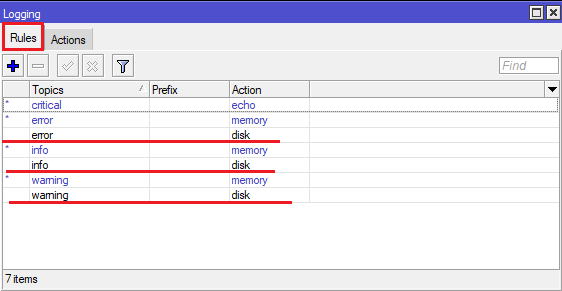 Logging
Rules Actions
Find
Topics Prefix Action
* critical echo
* error memory
error disk
* info memory
info disk
* warning memory
warning disk
7 items